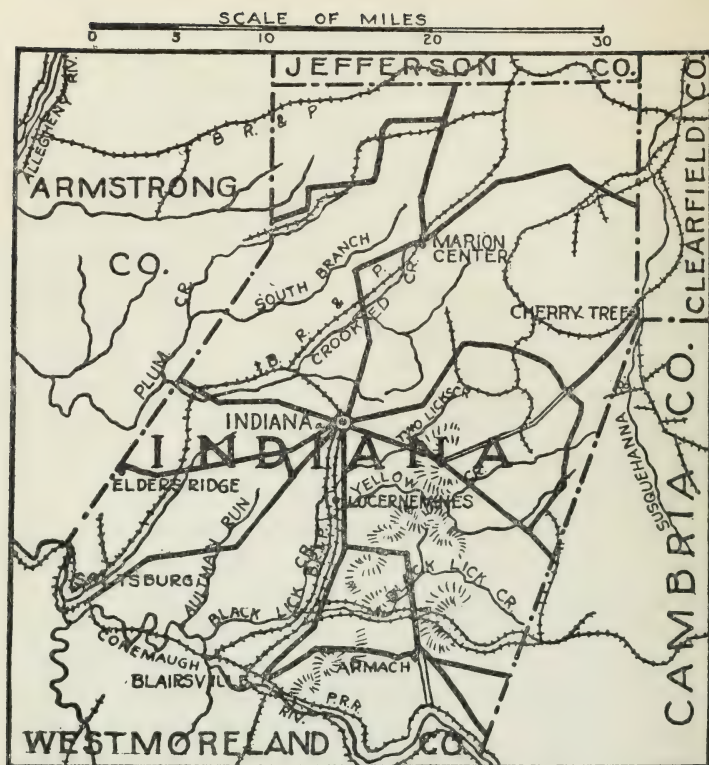 SCALE OF MILES
0 5 10 20 30
JEFFERSON CO.
ALLEGHENY RIV.
B. R. & P.
ARMSTRONG
CO.
CLEARFIELD CO.
SOUTH BRANCH
MARION
CENTER
PLUM CR.
B. R. & P.
CROOKED CR.
CHERRY TREE
INDIANA
TWO LICK CR.
INDIANA
ELDERS RIDGE
YELLOW CR.
LUCERNE MINES
SUSQUEHANNA R.
CAMBRIA CO.
AULTMAN RUN
SALTSBURG
BLACK LICK CR.
BLACK LICK CR.
CONEMAUGH RIV.
BLAIRSVILLE
ARMAGH
P.R.R.
WESTMORELAND CO.